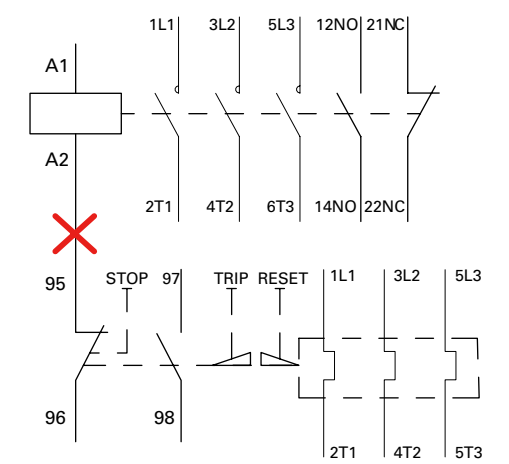 1L1 3L2 5L3 12NO 21NC
A1
A2
2T1 4T2 6T3 14NO 22NC
95 STOP 97 TRIP RESET 1L1 3L2 5L3
96 98
2T1 4T2 5T3